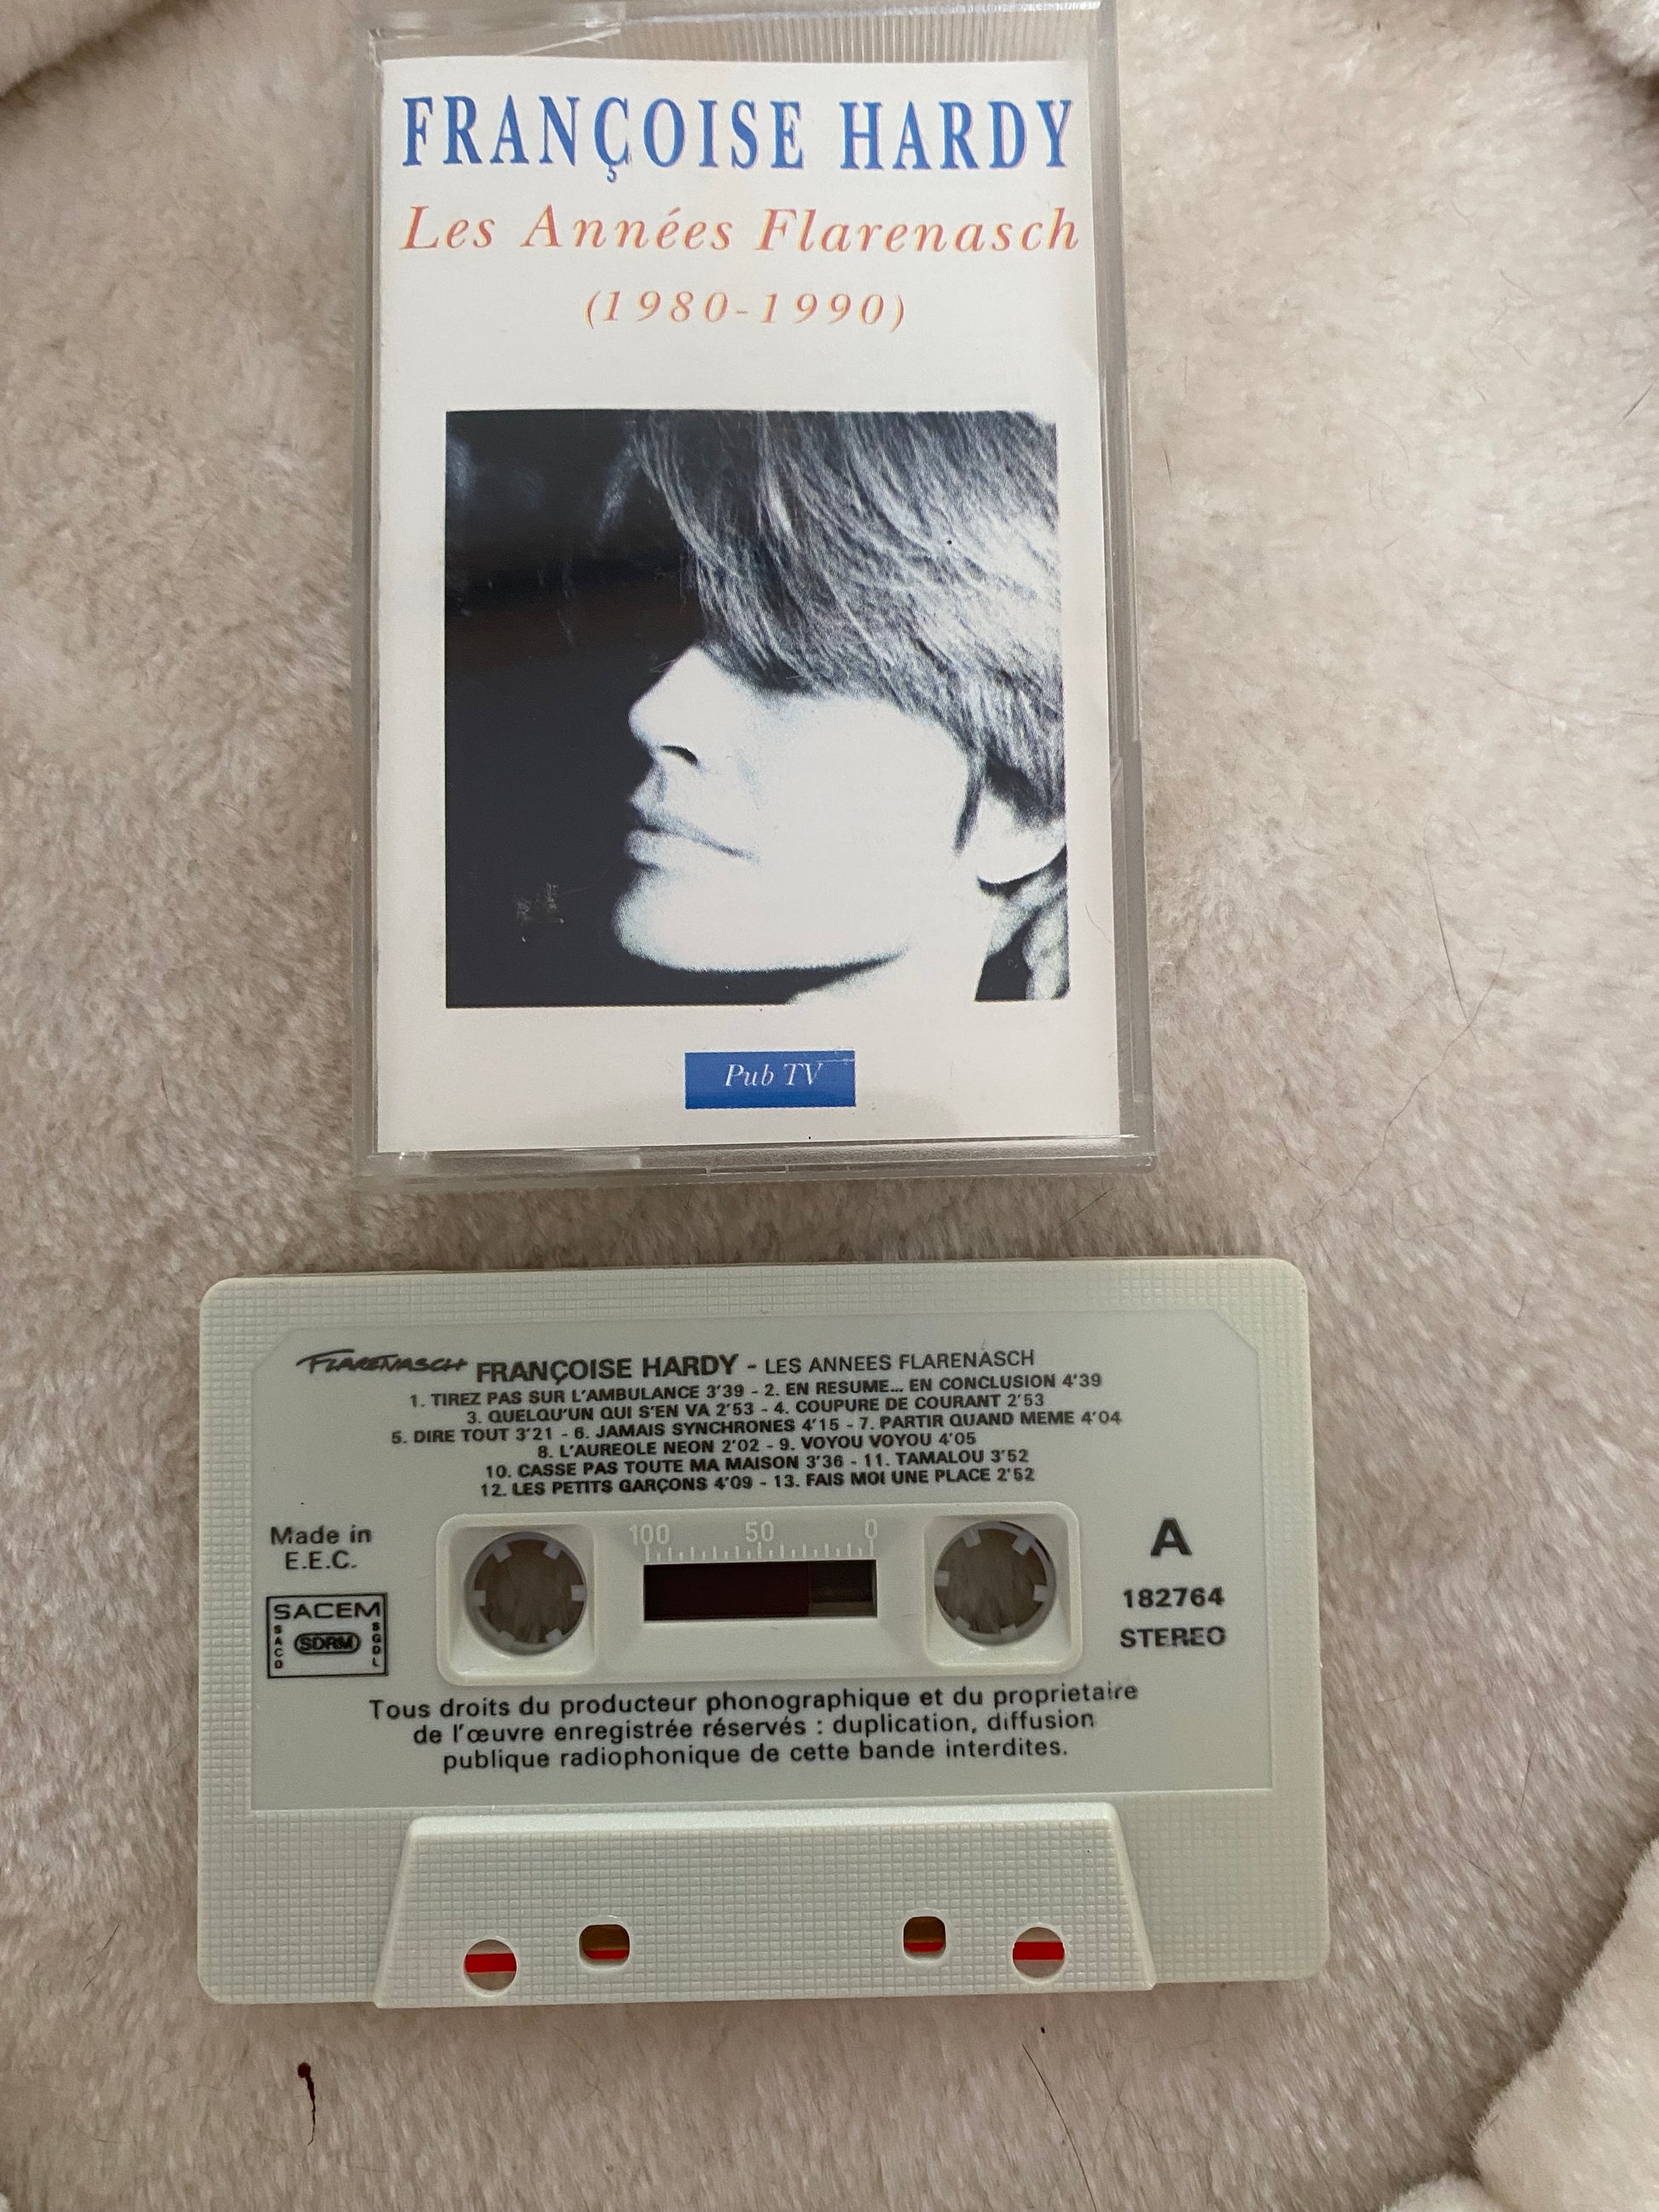 FRANÇOISE HARDY
Les Années Flarenasch
(1980-1990)
Pub TV
FLARENASCH FRANÇOISE HARDY - LES ANNEES FLARENASCH
1. TIREZ PAS SUR L'AMBULANCE 3'39 - 2. EN RESUME... EN CONCLUSION 4'39
3. QUELQU'UN QUI S'EN VA 2'53 - 4. COUPURE DE COURANT 2'53
5. DIRE TOUT 3'21 - 6. JAMAIS SYNCHRONES 4'15 - 7. PARTIR QUAND MEME 4'04
8. L'AUREOLE NEON 2'02 - 9. VOYOU VOYOU 4'05
10. CASSE PAS TOUTE MA MAISON 3'36 - 11. TAMALOU 3'52
12. LES PETITS GARÇONS 4'09 - 13. FAIS MOI UNE PLACE 2'52
Made in
E.E.C.
100 50 0
A
182764
STEREO
SACEM
SACD
SDRM
SGDL
Tous droits du producteur phonographique et du proprietaire
de l'œuvre enregistrée réservés : duplication, diffusion
publique radiophonique de cette bande interdites.